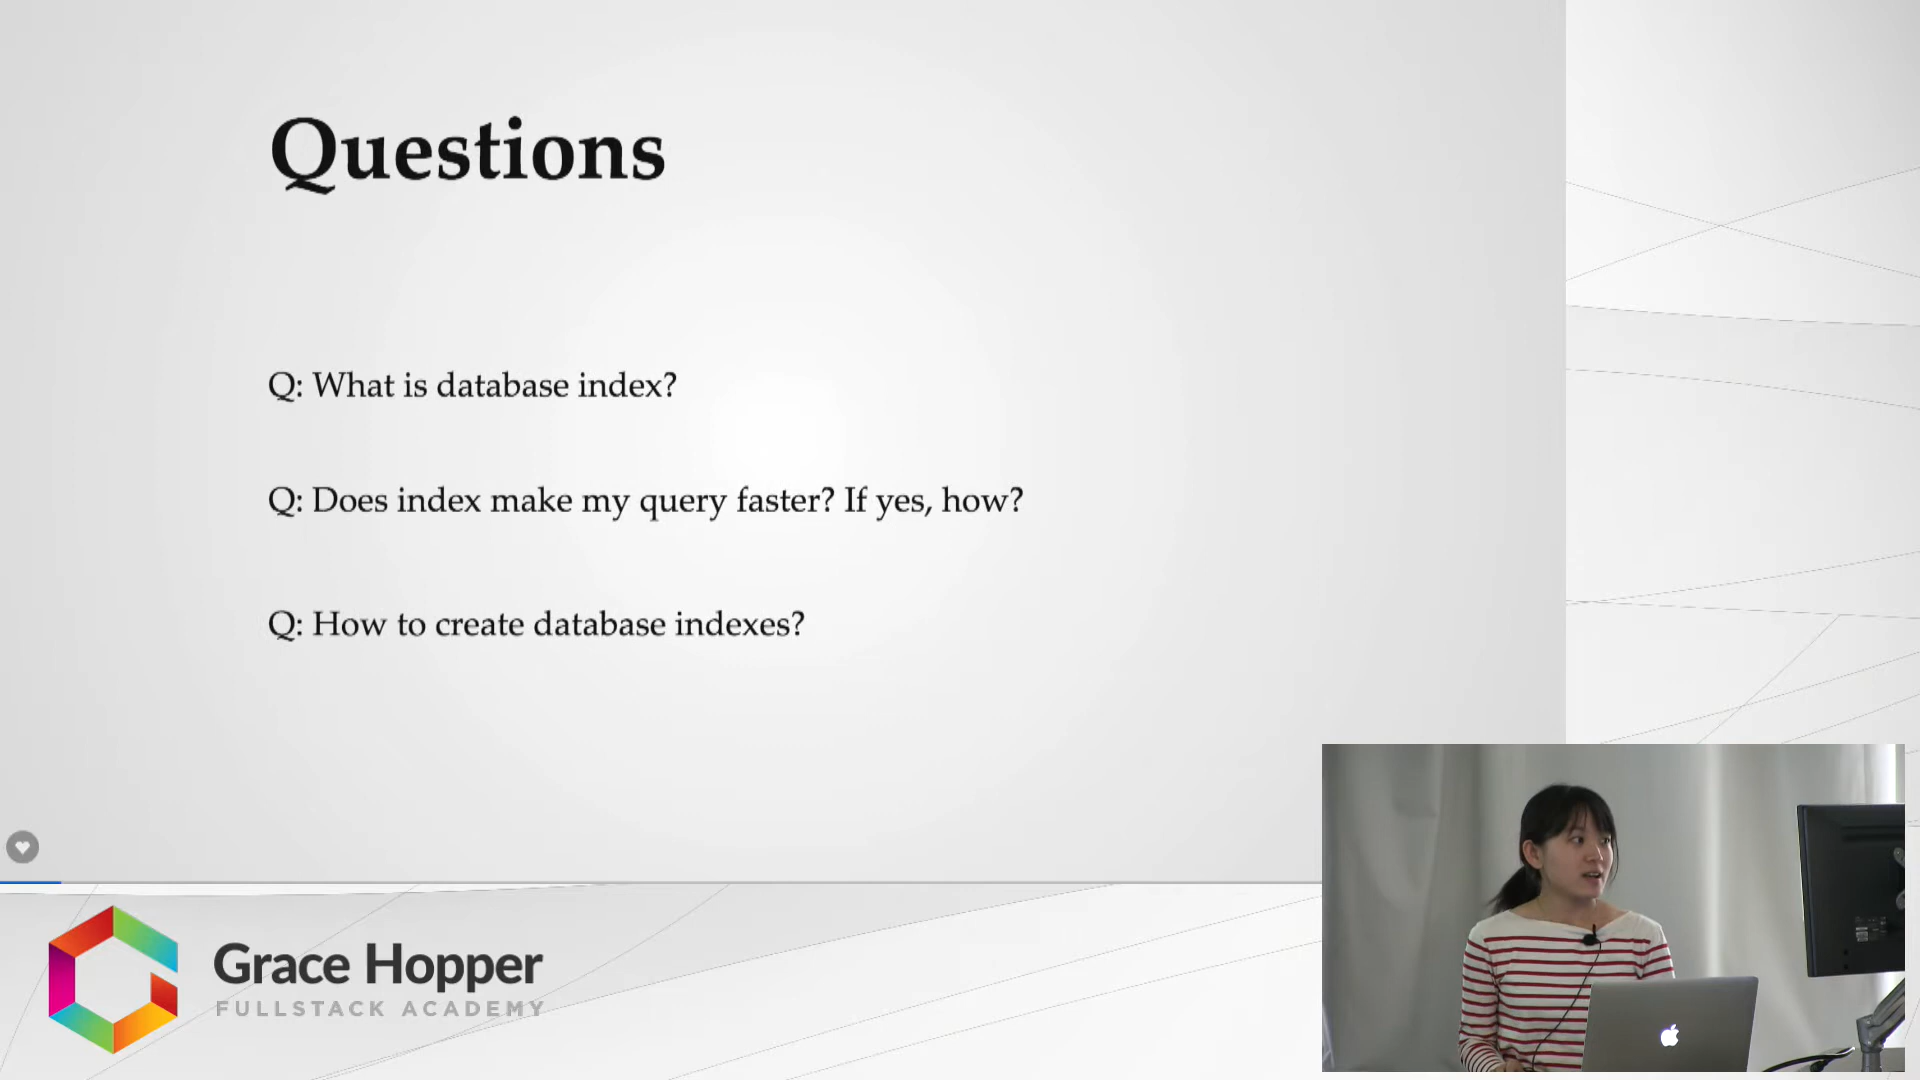 Questions
Q: What is database index?
Q: Does index make my query faster? If yes, how?
Q: How to create database indexes?
Grace Hopper
FULLSTACK ACADEMY